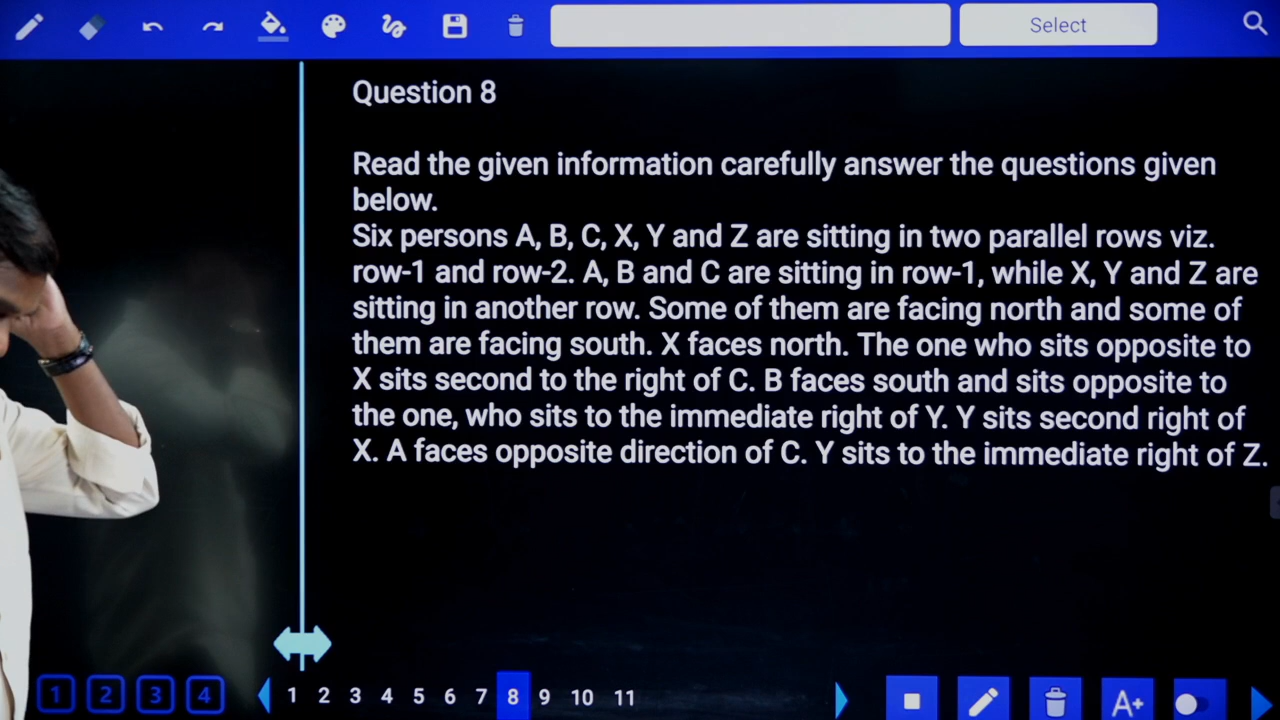 Select
Question 8
Read the given information carefully answer the questions given
below.
Six persons A, B, C, X, Y and Z are sitting in two parallel rows viz.
row-1 and row-2. A, B and C are sitting in row-1, while X, Y and Z are
sitting in another row. Some of them are facing north and some of
them are facing south. X faces north. The one who sits opposite to
X sits second to the right of C. B faces south and sits opposite to
the one, who sits to the immediate right of Y. Y sits second right of
X. A faces opposite direction of C. Y sits to the immediate right of Z.
1 2 3 4 1 2 3 4 5 6 7 8 9 10 11 A+